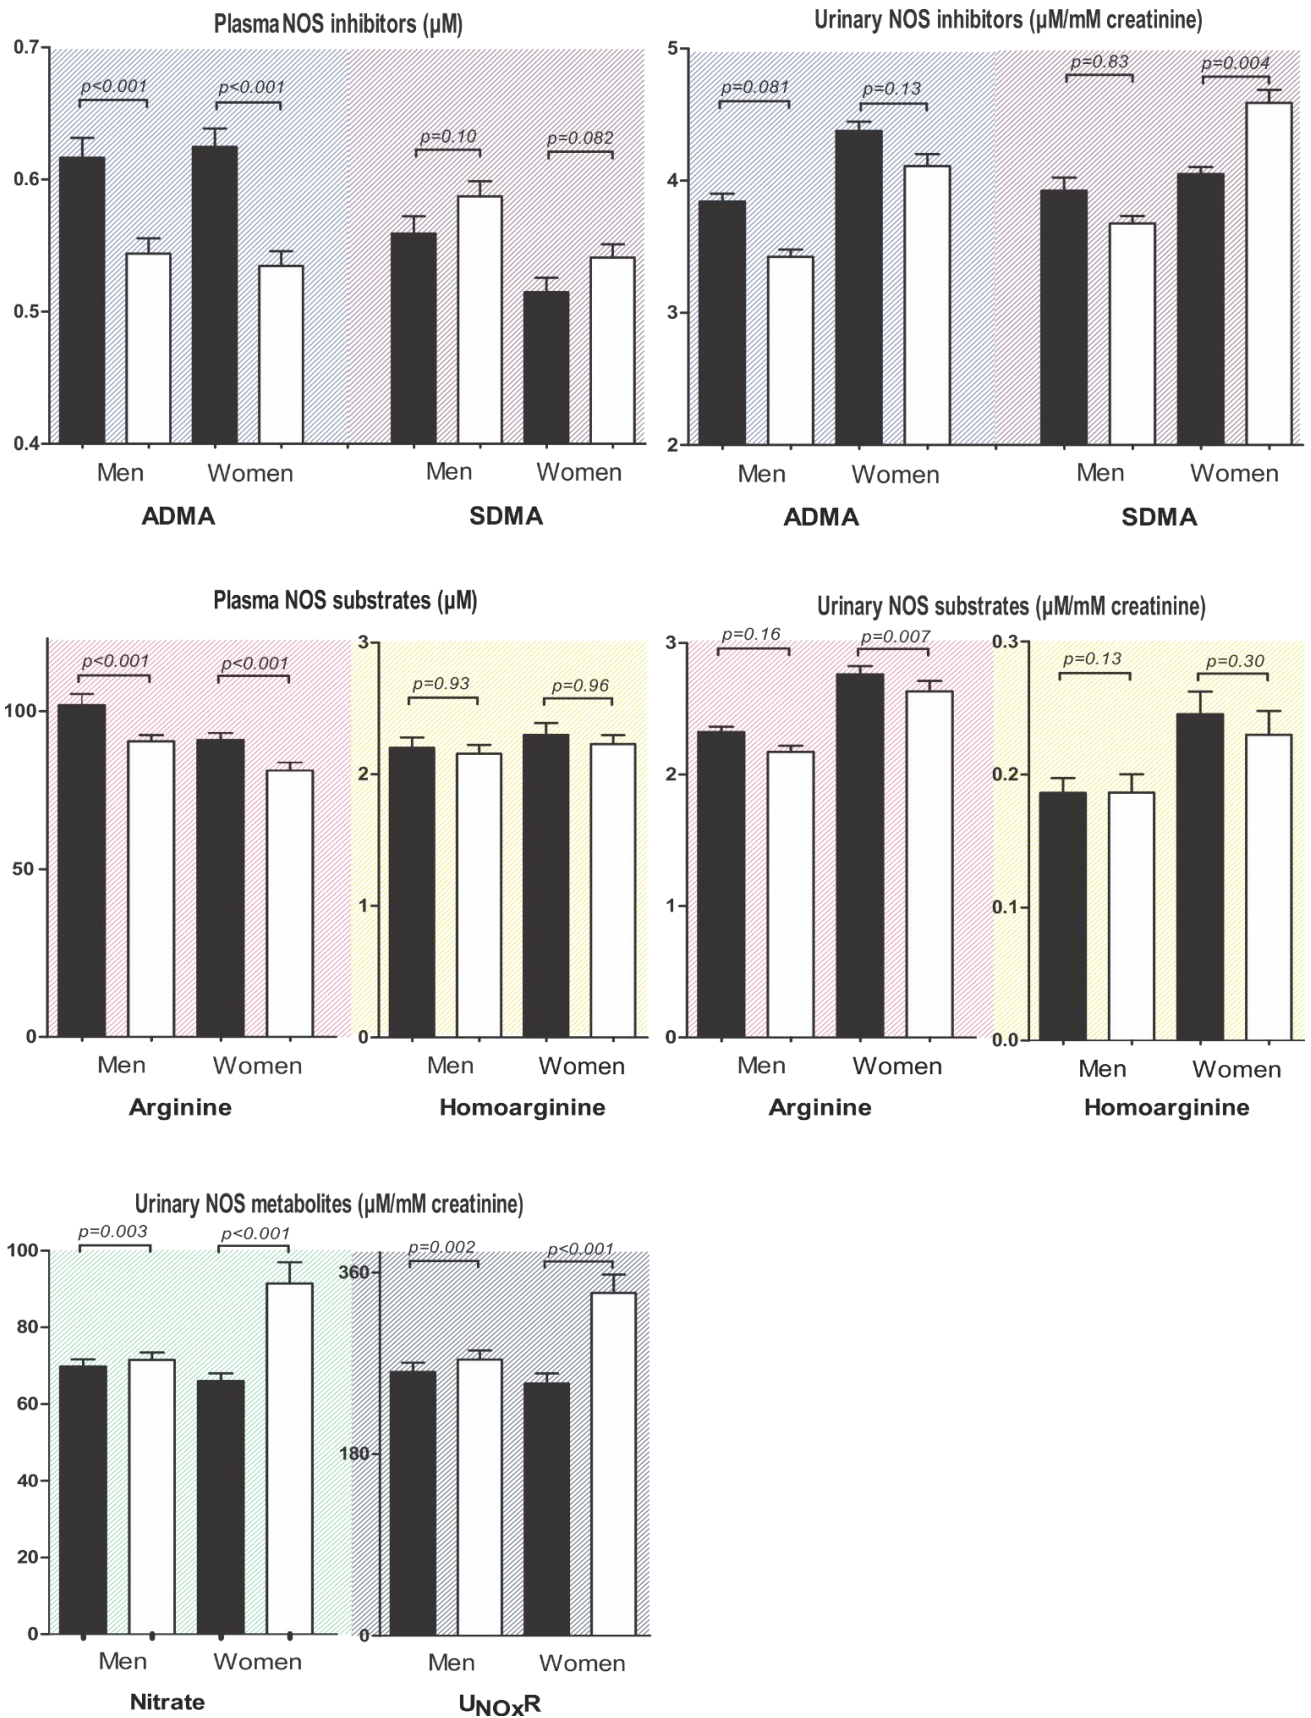 Plasma NOS inhibitors (µM)
0.7
0.6
0.5
0.4
p<0.001
p<0.001
p=0.10
p=0.082
Men
Women
Men
Women
ADMA
SDMA
Urinary NOS inhibitors (µM/mM creatinine)
5
4
3
2
p=0.081
p=0.13
p=0.83
p=0.004
Men
Women
Men
Women
ADMA
SDMA
Plasma NOS substrates (µM)
100
50
0
p<0.001
p<0.001
Men
Women
Arginine
3
2
1
0
p=0.93
p=0.96
Men
Women
Homoarginine
Urinary NOS substrates (µM/mM creatinine)
3
2
1
0
p=0.16
p=0.007
Men
Women
Arginine
0.3
0.2
0.1
0.0
p=0.13
p=0.30
Men
Women
Homoarginine
Urinary NOS metabolites (µM/mM creatinine)
100
80
60
40
20
0
p=0.003
p<0.001
Men
Women
Nitrate
360
180
0
p=0.002
p<0.001
Men
Women
UNOxR